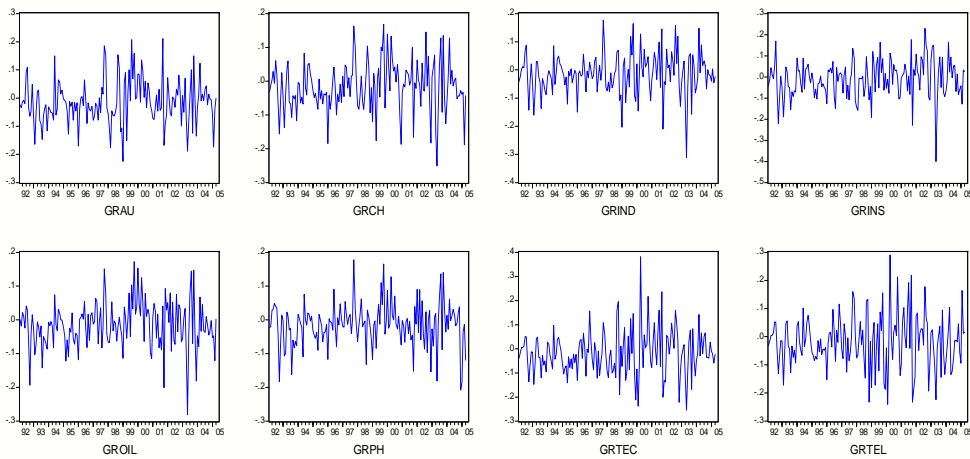 .3 .2 .3 .3
.2 .2 .2
.1 .1 .1
.1 .0 .0
.0 .0 -.1
-.1 -.1 -.2
-.1 -.2 -.2 -.3
-.3 -.4
-.3 -.3 -.4 -.5
92 93 94 95 96 97 98 99 00 01 02 03 04 05 92 93 94 95 96 97 98 99 00 01 02 03 04 05 92 93 94 95 96 97 98 99 00 01 02 03 04 05 92 93 94 95 96 97 98 99 00 01 02 03 04 05
GRAU GRCH GRIND GRINS
.2 .2 .4 .3
.3 .2
.1 .1 .2
.1
.0 .0 .1 .0
-.1 -.1 .0
-.1 -.1
-.2 -.2 -.2 -.2
-.3 -.3 -.3 -.3
92 93 94 95 96 97 98 99 00 01 02 03 04 05 92 93 94 95 96 97 98 99 00 01 02 03 04 05 92 93 94 95 96 97 98 99 00 01 02 03 04 05 92 93 94 95 96 97 98 99 00 01 02 03 04 05
GROIL GRPH GRTEC GRTEL